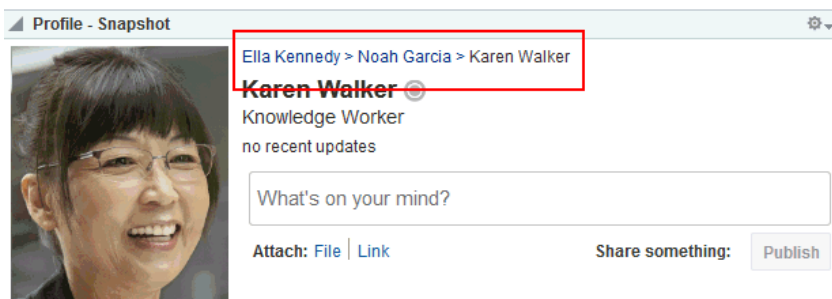 Profile - Snapshot
Ella Kennedy > Noah Garcia > Karen Walker
Karen Walker
Knowledge Worker
no recent updates
What's on your mind?
Attach: File | Link Share something: Publish